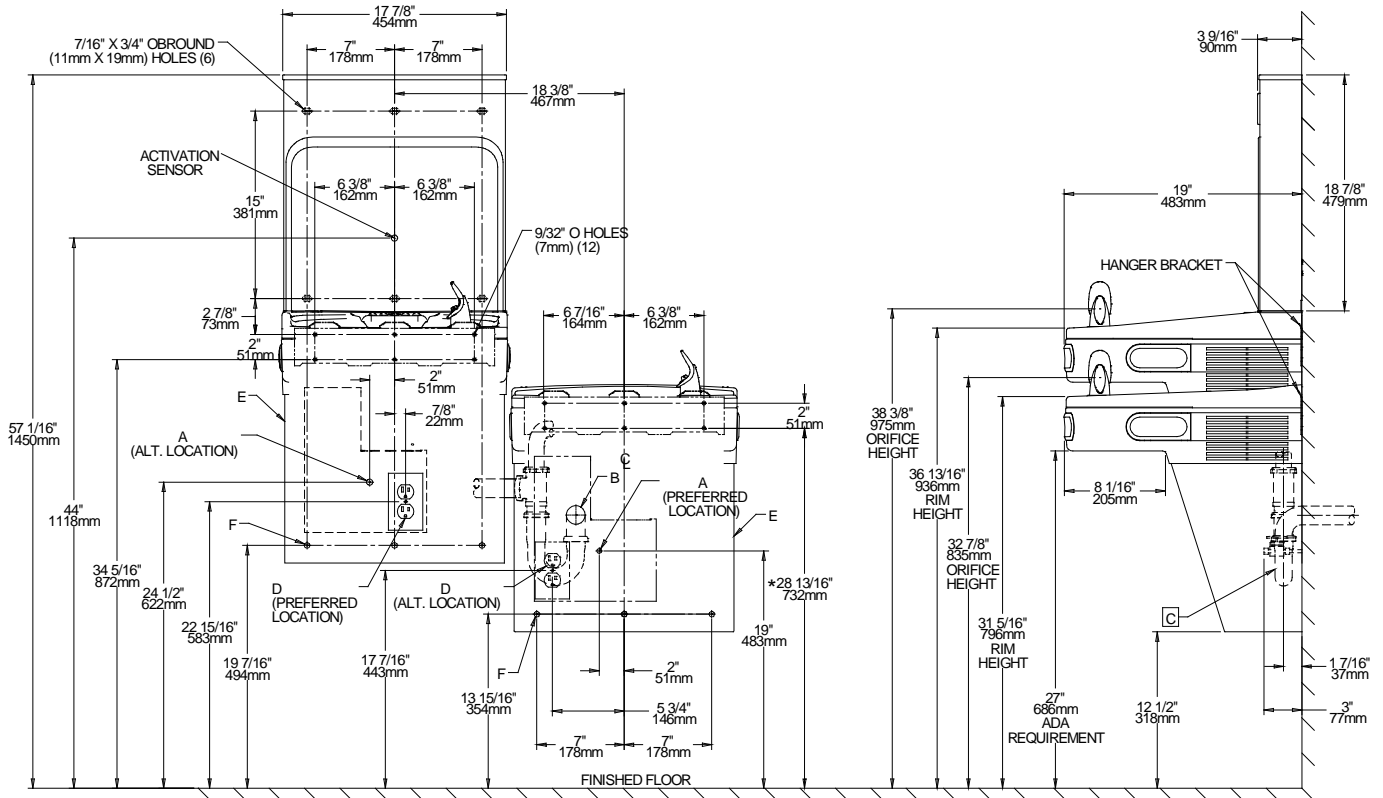 17 7/8"
454mm
7/16" X 3/4" OBROUND
(11mm X 19mm) HOLES (6)
7"
178mm
7"
178mm
3 9/16"
90mm
18 3/8"
467mm
ACTIVATION
SENSOR
6 3/8"
162mm
6 3/8"
162mm
15"
381mm
19"
483mm
18 7/8"
479mm
9/32" O HOLES
(7mm) (12)
HANGER BRACKET
2 7/8"
73mm
6 7/16"
164mm
6 3/8"
162mm
2"
51mm
2"
51mm
7/8"
22mm
2"
51mm
E
57 1/16"
1450mm
A
(ALT. LOCATION)
38 3/8"
975mm
ORIFICE
HEIGHT
36 13/16"
936mm
RIM
HEIGHT
8 1/16"
205mm
CL
B
A
(PREFERRED
LOCATION)
44"
1118mm
F
E
34 5/16"
872mm
24 1/2"
622mm
22 15/16"
583mm
D
(PREFERRED
LOCATION)
D
(ALT. LOCATION)
*28 13/16"
732mm
32 7/8"
835mm
ORIFICE
HEIGHT
31 5/16"
796mm
RIM
HEIGHT
C
19 7/16"
494mm
17 7/16"
443mm
F
19"
483mm
2"
51mm
13 15/16"
354mm
5 3/4"
146mm
7"
178mm
7"
178mm
27"
686mm
ADA
REQUIREMENT
12 1/2"
318mm
1 7/16"
37mm
3"
77mm
FINISHED FLOOR